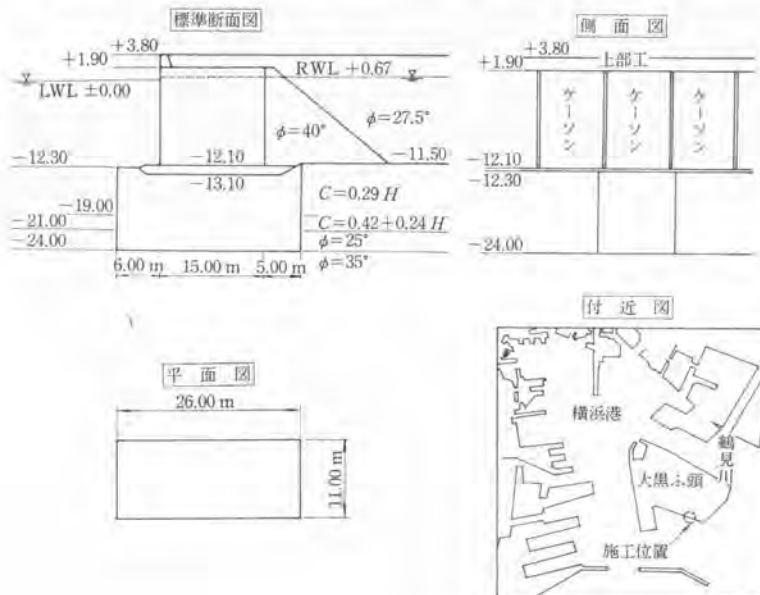 標準断面図
+3.80
+1.90
RWL +0.67
LWL ±0.00
φ=40°
φ=27.5°
-11.50
-12.30
-12.10
-13.10
-19.00
C=0.29 H
-21.00
C=0.42+0.24 H
-24.00
φ=25°
φ=35°
6.00 m
15.00 m
5.00 m
側面図
+3.80
+1.90
上部工
ケーソン
ケーソン
ケーソン
-12.10
-12.30
-24.00
平面図
26.00 m
11.00 m
付近図
横浜港
鶴見川
大黒ふ頭
施工位置